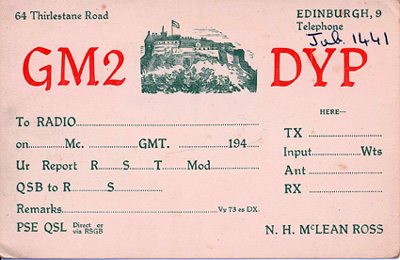 64 Thirlestane Road
EDINBURGH, 9
Telephone
1441
GM2 DYP
HERE—
To RADIO
on Mc. GMT. 194
Ur Report R S T Mod
QSB to R S
Remarks Vy 73 es DX.
PSE QSL Direct or via RSGB
TX
Input Wts
Ant
RX
N. H. McLEAN ROSS